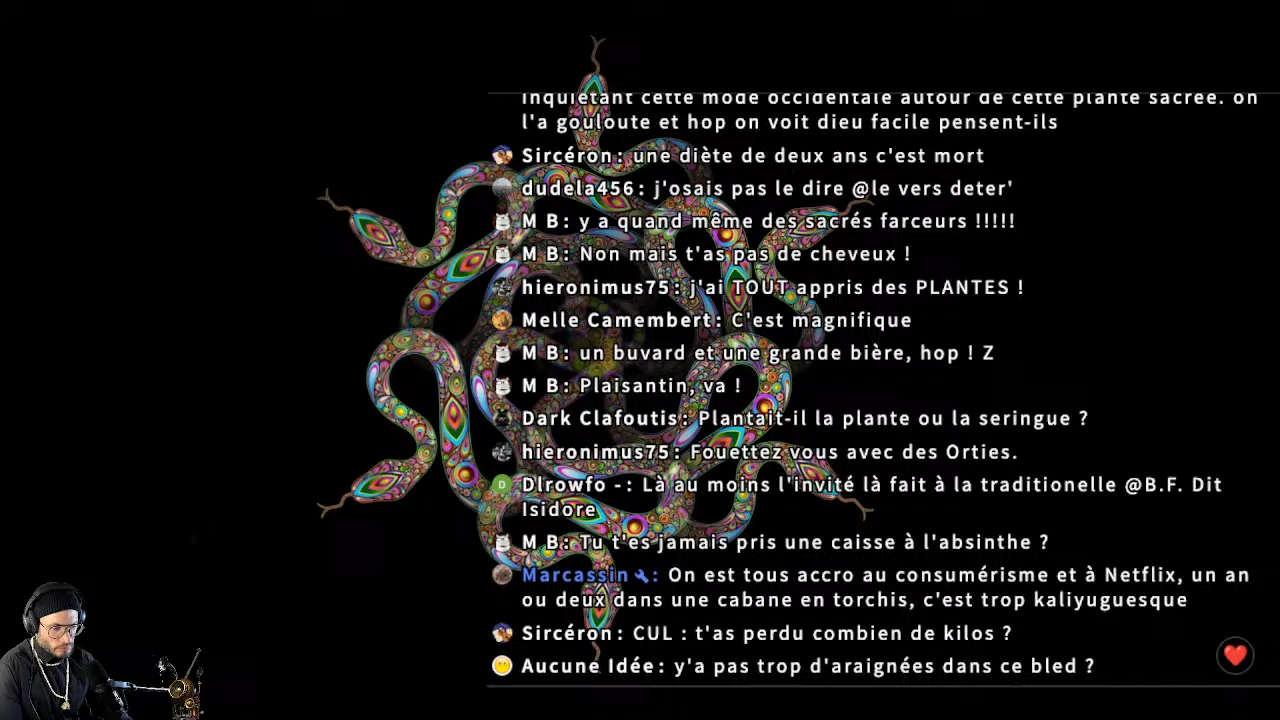 inquiétant cette mode occidentale autour de cette plante sacrée. on
l'a gouloute et hop on voit dieu facile pensent-ils
Sircéron: une diète de deux ans c'est mort
dudela456: j'osais pas le dire @le vers deter'
M B: y a quand même des sacrés farceurs !!!!!
M B: Non mais t'as pas de cheveux !
hieronimus75: j'ai TOUT appris des PLANTES !
Melle Camembert: C'est magnifique
M B: un buvard et une grande bière, hop ! Z
M B: Plaisantin, va !
Dark Clafoutis: Plantait-il la plante ou la seringue ?
hieronimus75: Fouettez vous avec des Orties.
D Dlrowfo -: Là au moins l'invité là fait à la traditionelle @B.F. Dit
Isidore
M B: Tu t'es jamais pris une caisse à l'absinthe ?
Marcassin: On est tous accro au consumérisme et à Netflix, un an
ou deux dans une cabane en torchis, c'est trop kaliyuguesque
Sircéron: CUL : t'as perdu combien de kilos ?
Aucune Idée: y'a pas trop d'araignées dans ce bled ?